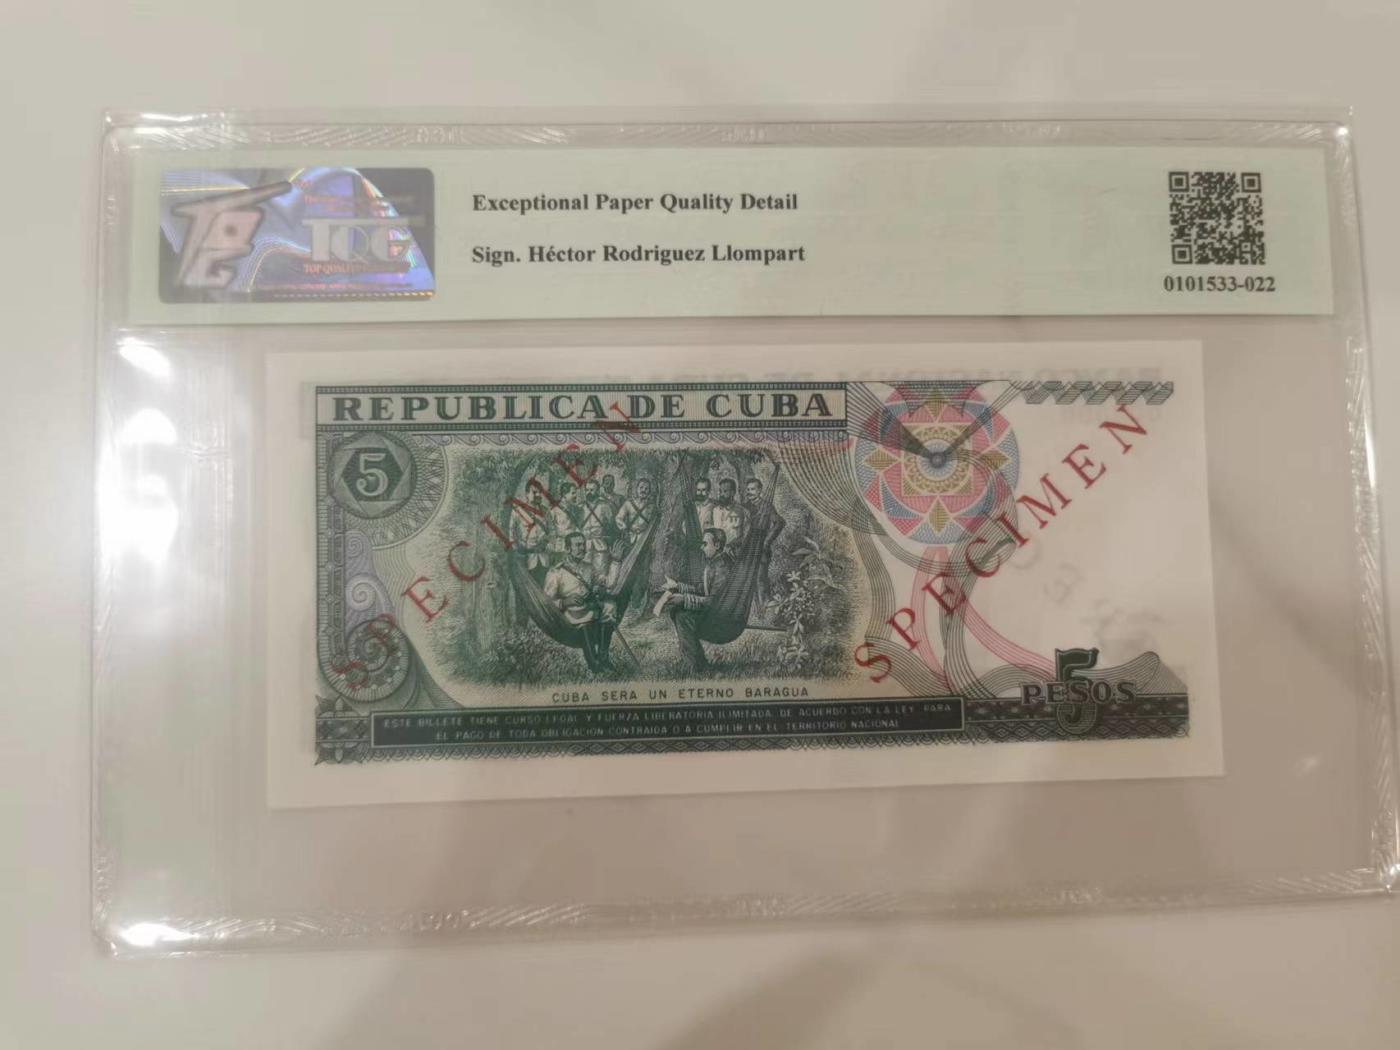 Exceptional Paper Quality Detail
Sign. Héctor Rodriguez Llompart
TQG
0101533-022
REPUBLICA DE CUBA
5
SPECIMEN
SPECIMEN
CUBA SERA UN ETERNO BARAGUA
5
PESOS
ESTE BILLETE TIENE CURSO LEGAL Y FUERZA LIBERATORIA ILIMITADA, DE ACUERDO CON LA LEY, PARA
EL PAGO DE TODA OBLIGACION CONTRAIDA O A CUMPLIR EN EL TERRITORIO NACIONAL